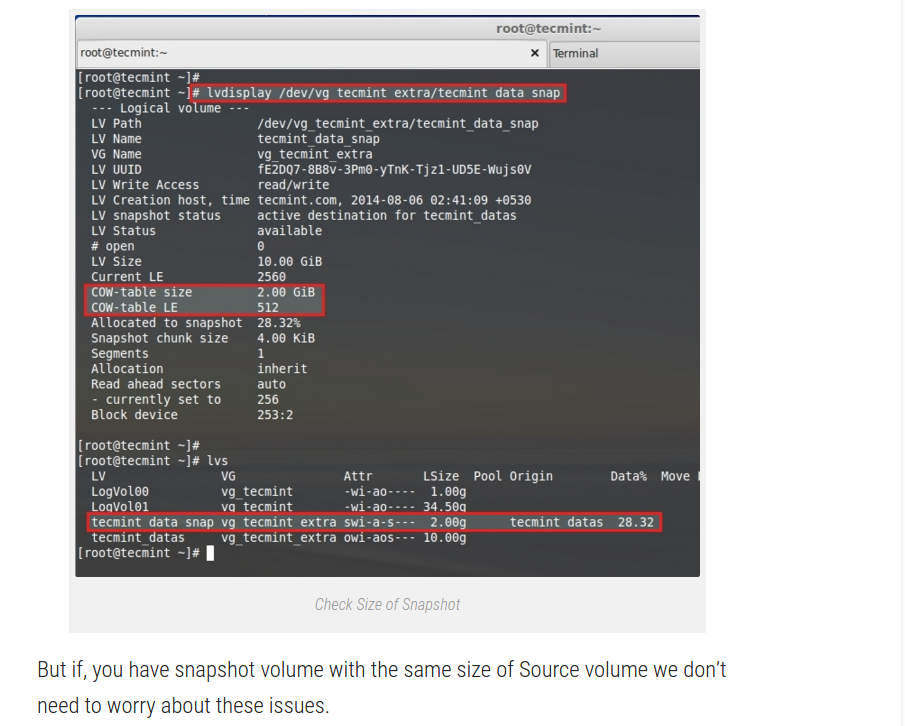 root@tecmint:~
root@tecmint:~ × Terminal
[root@tecmint ~]#
[root@tecmint ~]# lvdisplay /dev/vg_tecmint_extra/tecmint_data_snap
--- Logical volume ---
LV Path /dev/vg_tecmint_extra/tecmint_data_snap
LV Name tecmint_data_snap
VG Name vg_tecmint_extra
LV UUID fE2DQ7-8B8v-3Pm0-yTnK-Tjz1-UD5E-Wujs0V
LV Write Access read/write
LV Creation host, time tecmint.com, 2014-08-06 02:41:09 +0530
LV snapshot status active destination for tecmint_datas
LV Status available
# open 0
LV Size 10.00 GiB
Current LE 2560
COW-table size 2.00 GiB
COW-table LE 512
Allocated to snapshot 28.32%
Snapshot chunk size 4.00 KiB
Segments 1
Allocation inherit
Read ahead sectors auto
- currently set to 256
Block device 253:2
[root@tecmint ~]#
[root@tecmint ~]# lvs
LV VG Attr LSize Pool Origin Data% Move
LogVol00 vg_tecmint -wi-ao---- 1.00g
LogVol01 vg_tecmint -wi-ao---- 34.50g
tecmint_data_snap vg_tecmint_extra swi-a-s--- 2.00g tecmint_datas 28.32
tecmint_datas vg_tecmint_extra owi-aos--- 10.00g
[root@tecmint ~]#
Check Size of Snapshot
But if, you have snapshot volume with the same size of Source volume we don't
need to worry about these issues.